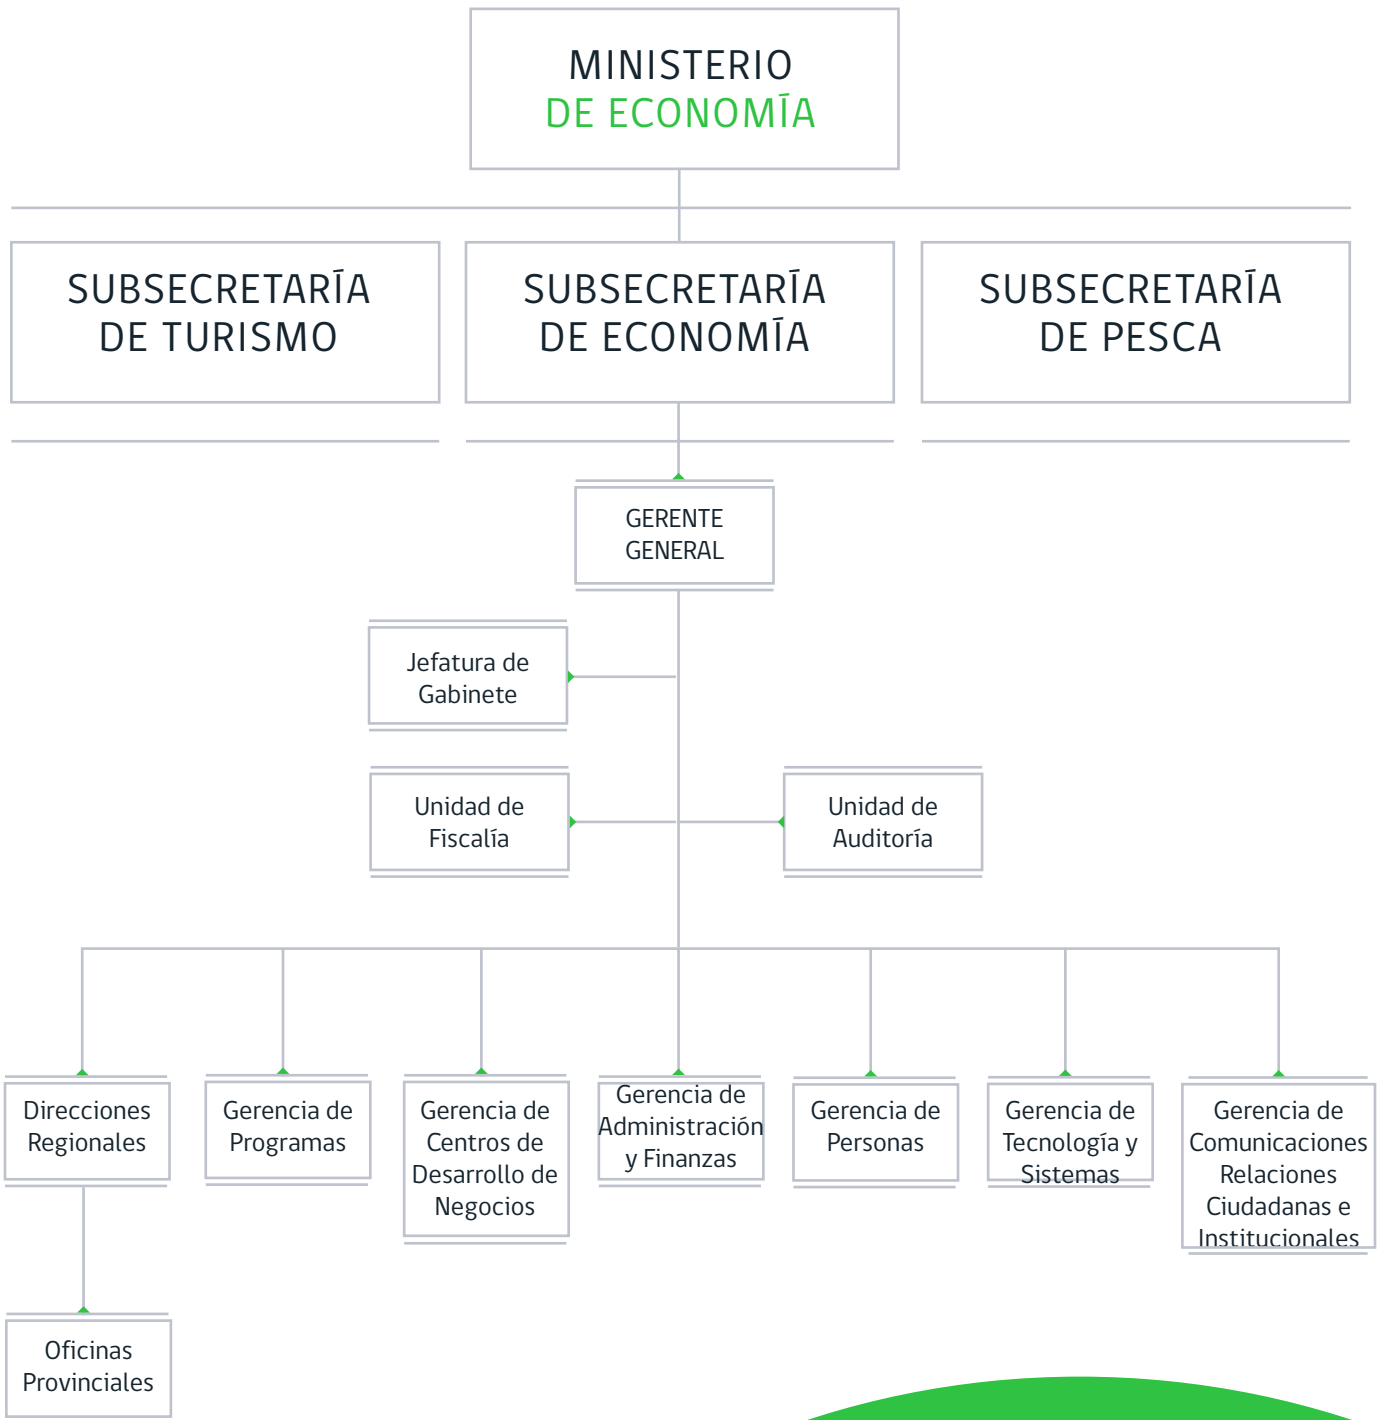 MINISTERIO
DE ECONOMÍA
SUBSECRETARÍA
DE TURISMO
SUBSECRETARÍA
DE ECONOMÍA
SUBSECRETARÍA
DE PESCA
GERENTE
GENERAL
Jefatura de
Gabinete
Unidad de
Fiscalía
Unidad de
Auditoría
Direcciones
Regionales
Gerencia de
Programas
Gerencia de
Centros de
Desarrollo de
Negocios
Gerencia de
Administración
y Finanzas
Gerencia de
Personas
Gerencia de
Tecnología y
Sistemas
Gerencia de
Comunicaciones
Relaciones
Ciudadanas e
Institucionales
Oficinas
Provinciales